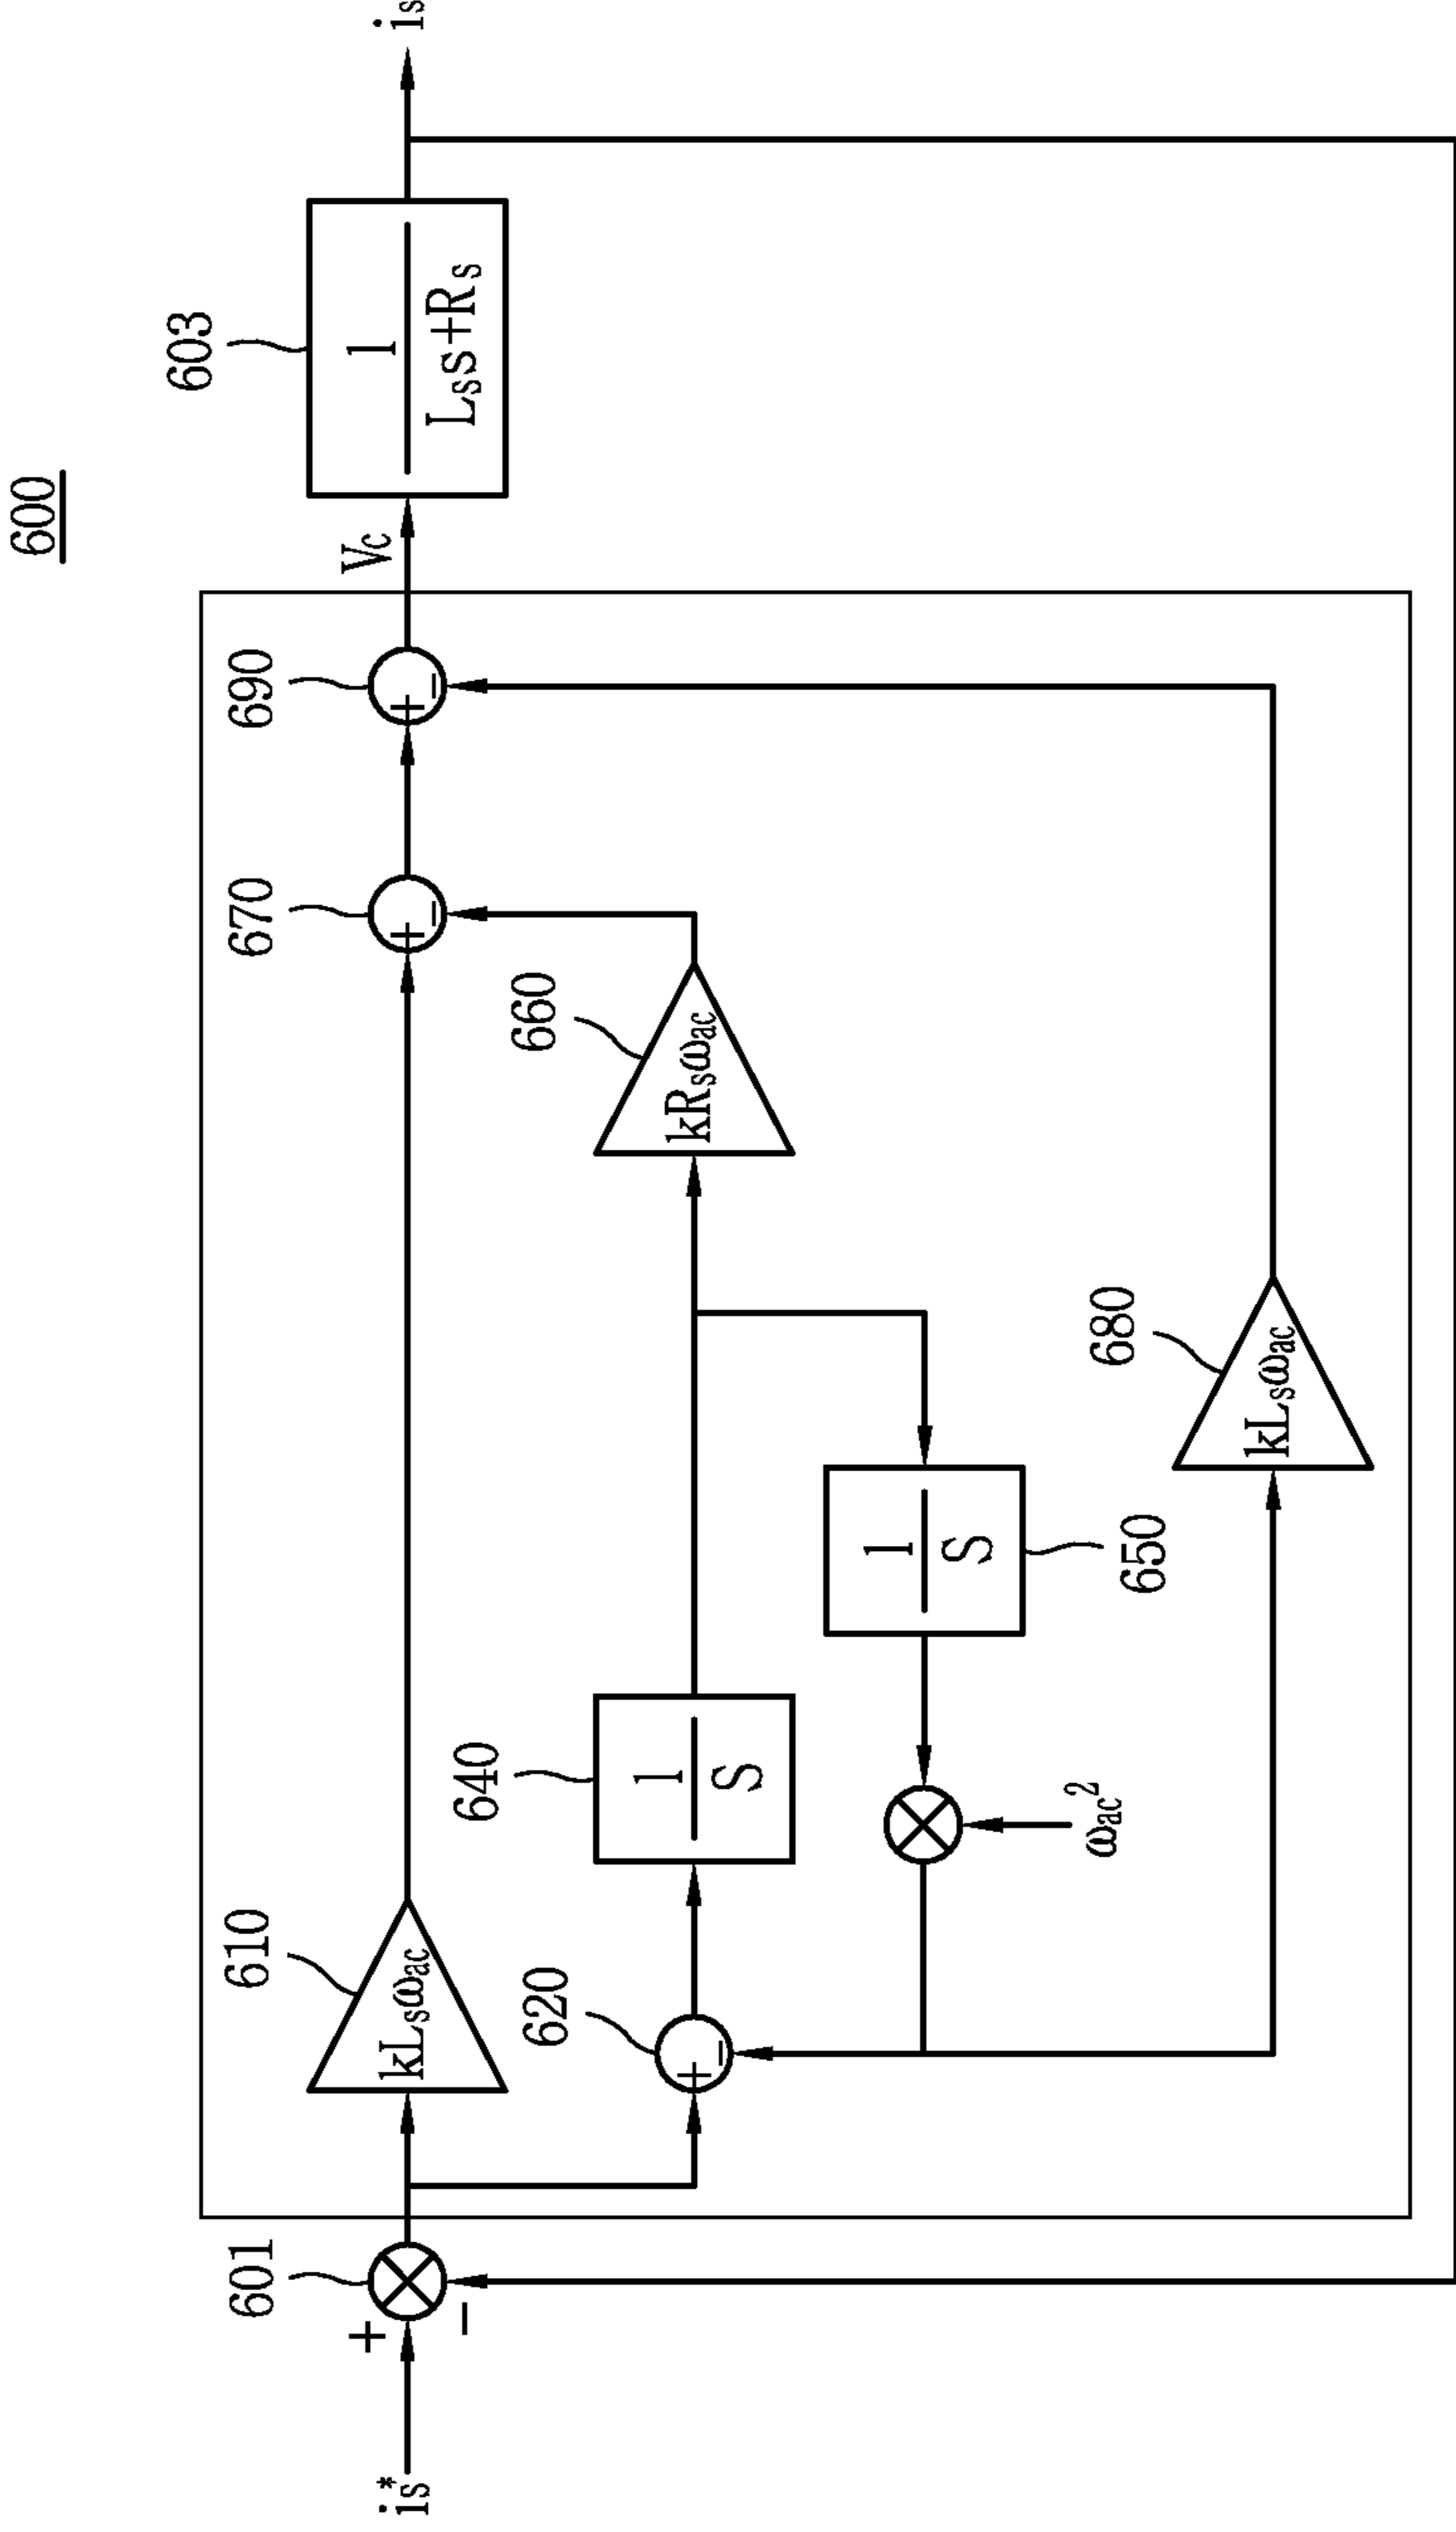 600
601
is*
+
−
610
kLsωac
620
+
−
640
1
S
650
1
S
ωac²
660
kRsωac
670
+
−
680
kLsωac
690
+
−
Vc
603
1
Lss+Rs
is